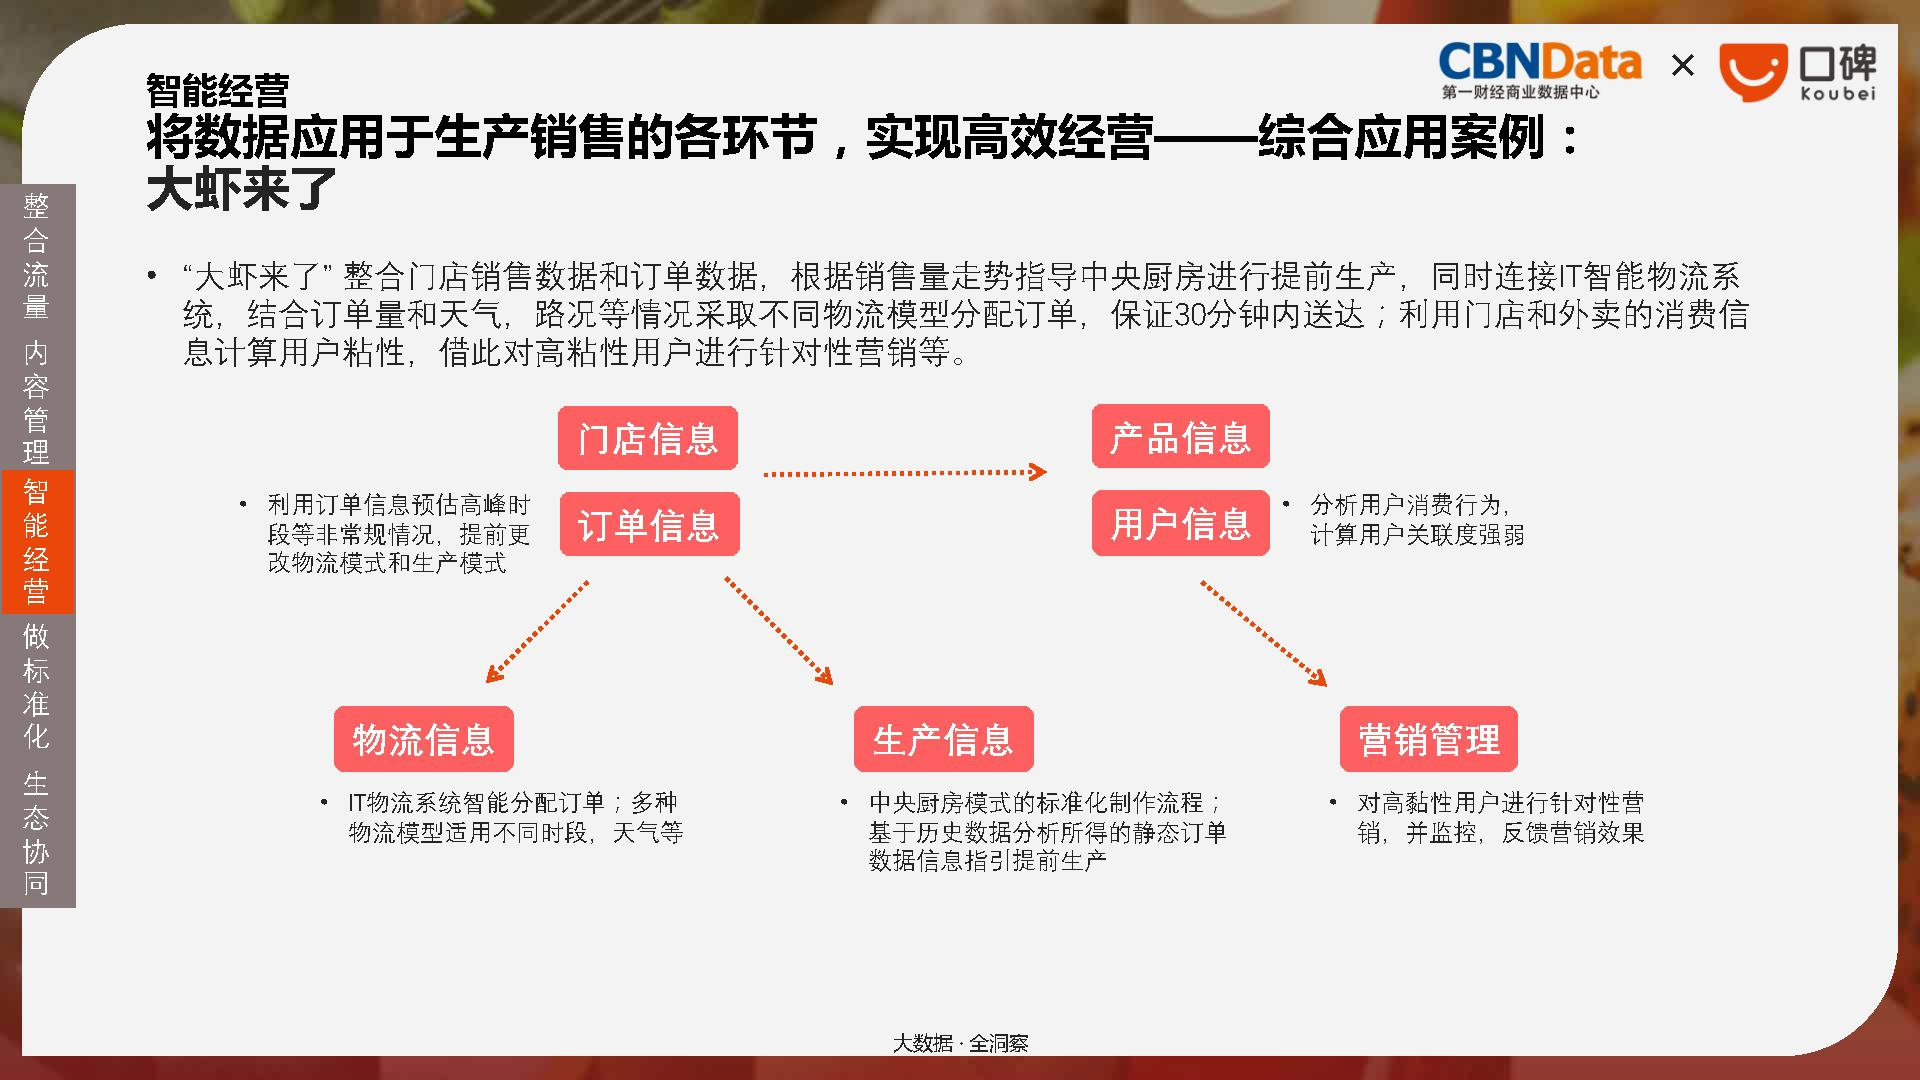 CBNData
第一财经商业数据中心
×
口碑
Koubei
智能经营
将数据应用于生产销售的各环节，实现高效经营——综合应用案例：
大虾来了
整合流量
内容管理
智能经营
做标准化
生态协同
• “大虾来了” 整合门店销售数据和订单数据，根据销售量走势指导中央厨房进行提前生产，同时连接IT智能物流系
统，结合订单量和天气，路况等情况采取不同物流模型分配订单，保证30分钟内送达；利用门店和外卖的消费信
息计算用户粘性，借此对高粘性用户进行针对性营销等。
门店信息
产品信息
订单信息
用户信息
• 利用订单信息预估高峰时
段等非常规情况，提前更
改物流模式和生产模式
• 分析用户消费行为，
计算用户关联度强弱
物流信息
生产信息
营销管理
• IT物流系统智能分配订单；多种
物流模型适用不同时段，天气等
• 中央厨房模式的标准化制作流程；
基于历史数据分析所得的静态订单
数据信息指引提前生产
• 对高黏性用户进行针对性营
销，并监控，反馈营销效果
大数据·全洞察